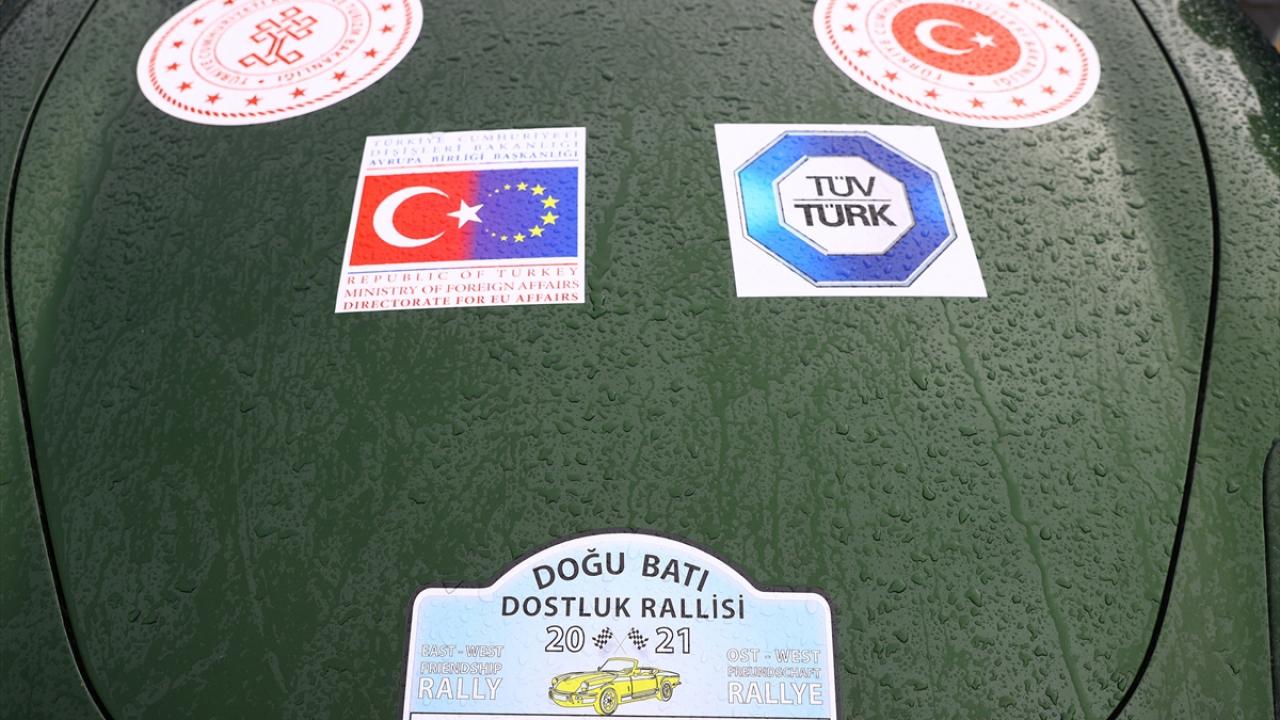 TÜRKİYE CUMHURİYETİ
DIŞİŞLERİ BAKANLIĞI
AVRUPA BİRLİĞİ BAŞKANLIĞI
REPUBLIC OF TURKEY
MINISTRY OF FOREIGN AFFAIRS
DIRECTORATE FOR EU AFFAIRS
TÜV
TÜRK
DOĞU BATI
DOSTLUK RALLİSİ
20 21
EAST - WEST
FRIENDSHIP
RALLY
OST - WEST
FREUNDSCHAFT
RALLYE